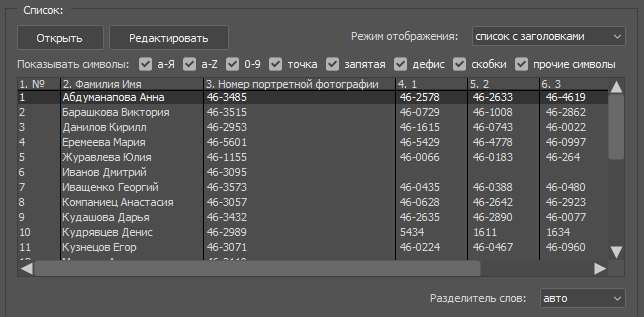 Список:
Открыть Редактировать Режим отображения: список с заголовками
Показывать символы: а-Я a-Z 0-9 точка запятая дефис скобки прочие символы
1. № 2. Фамилия Имя 3. Номер портретной фотографии 4. 1 5. 2 6. 3
1 Абдуманапова Анна 46-3485 46-2578 46-2633 46-4619
2 Барашкова Виктория 46-3515 46-0729 46-1008 46-2862
3 Данилов Кирилл 46-2953 46-1615 46-0743 46-0022
4 Еремеева Мария 46-5601 46-5429 46-4778 46-0997
5 Журавлева Юлия 46-1155 46-0066 46-0183 46-264
6 Иванов Дмитрий 46-3095
7 Иващенко Георгий 46-3573 46-0435 46-0388 46-0480
8 Компаниец Анастасия 46-3057 46-0628 46-2642 46-2923
9 Кудашова Дарья 46-3432 46-2635 46-2890 46-0077
10 Кудрявцев Денис 46-2989 5434 1611 1634
11 Кузнецов Егор 46-3071 46-0224 46-0467 46-0960
Разделитель слов: авто